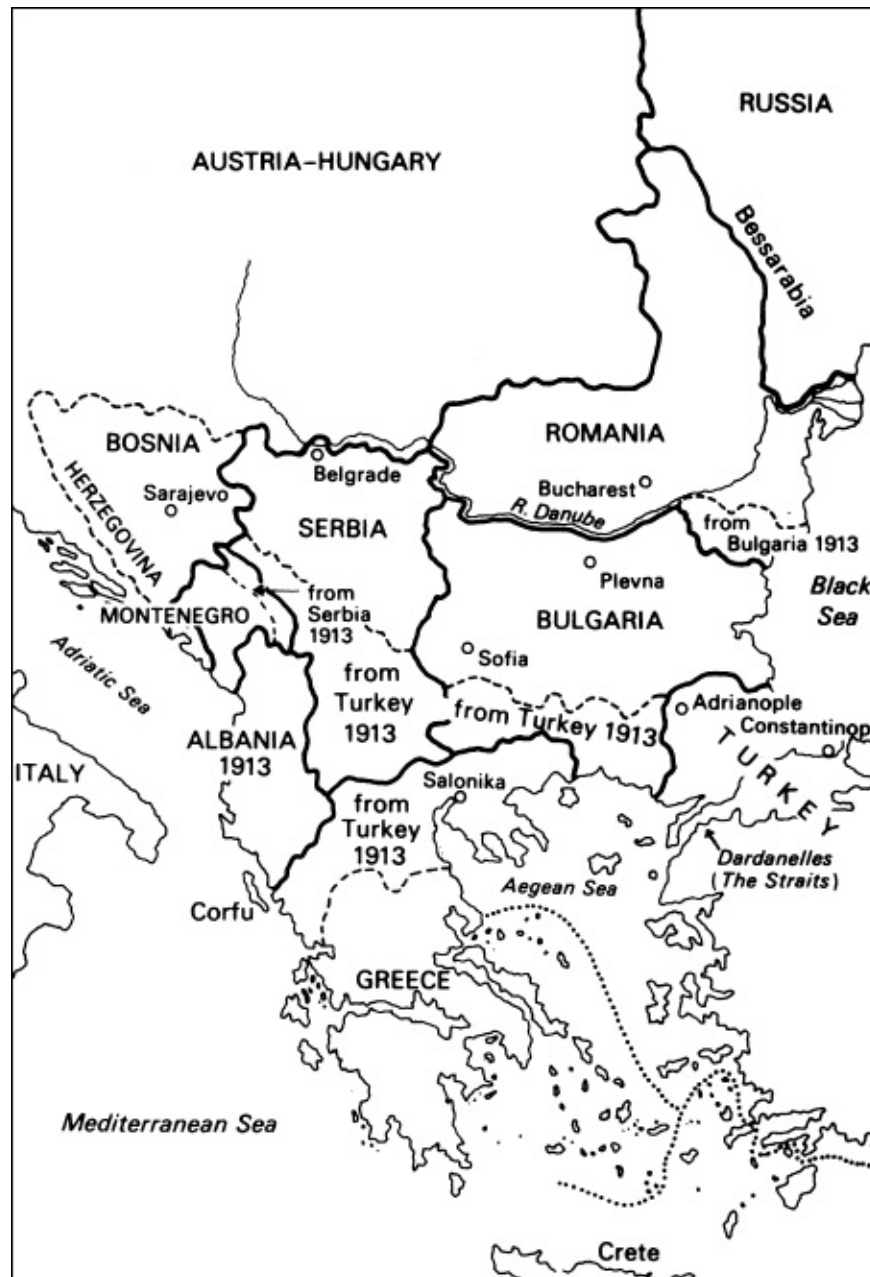 RUSSIA
AUSTRIA–HUNGARY
Bessarabia
BOSNIA
HERZEGOVINA
Sarajevo
Belgrade
SERBIA
ROMANIA
Bucharest
R. Danube
from
Bulgaria 1913
Plevna
BULGARIA
Black
Sea
MONTENEGRO
from
Serbia
1913
Sofia
Adriatic Sea
from
Turkey
1913
from Turkey 1913
Adrianople
Constantinop
TURKEY
ALBANIA
1913
ITALY
Salonika
from
Turkey
1913
Dardanelles
(The Straits)
Aegean Sea
Corfu
GREECE
Mediterranean Sea
Crete